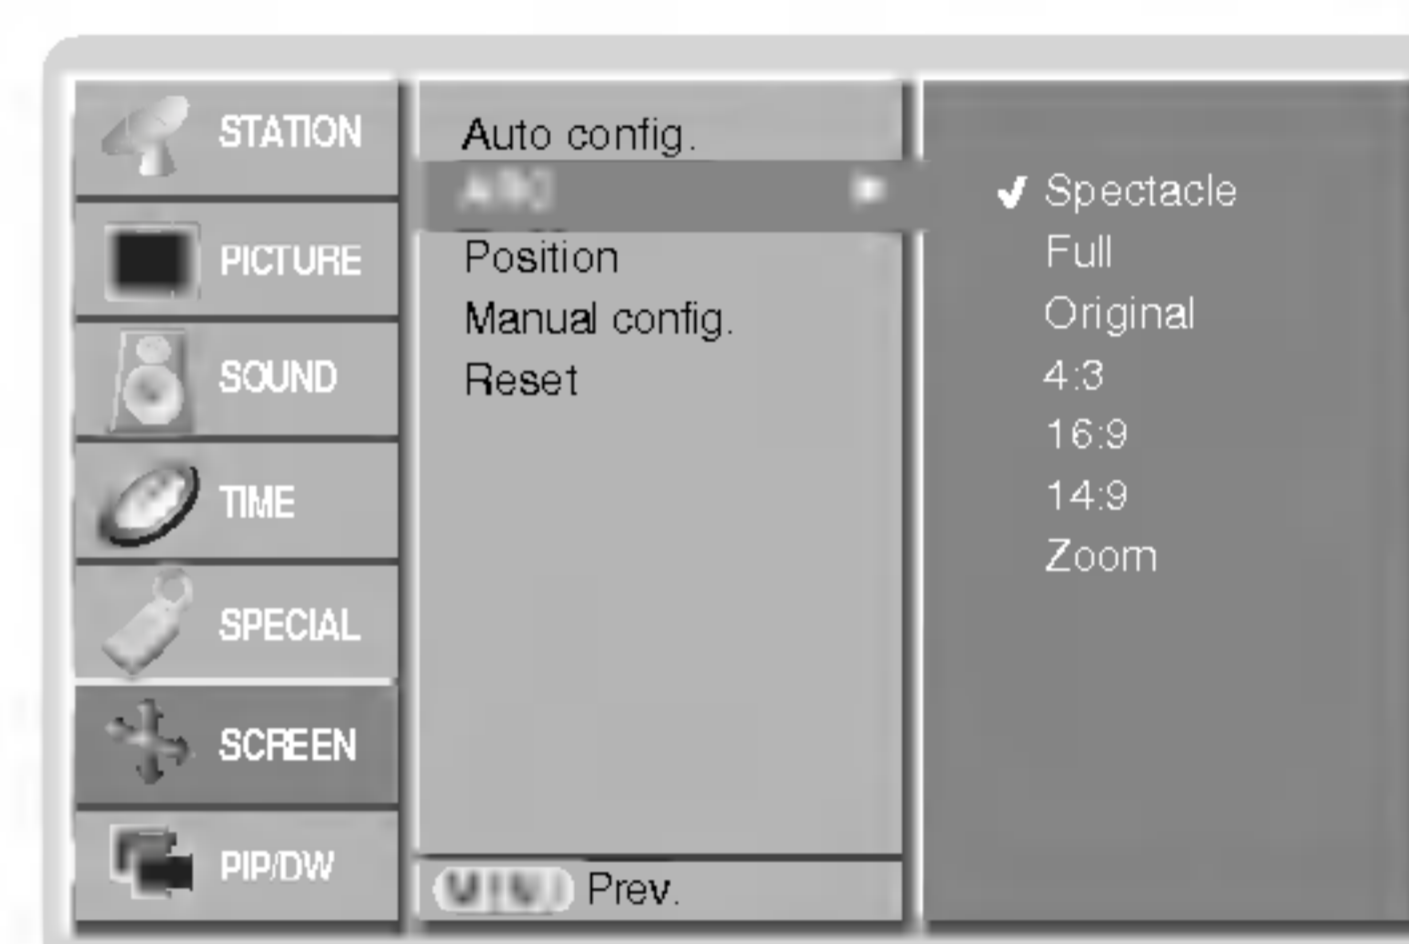 STATION
PICTURE
SOUND
TIME
SPECIAL
SCREEN
PIP/DW
Auto config.
Position
Manual config.
Reset
Prev.
Spectacle
Full
Original
4:3
16:9
14:9
Zoom